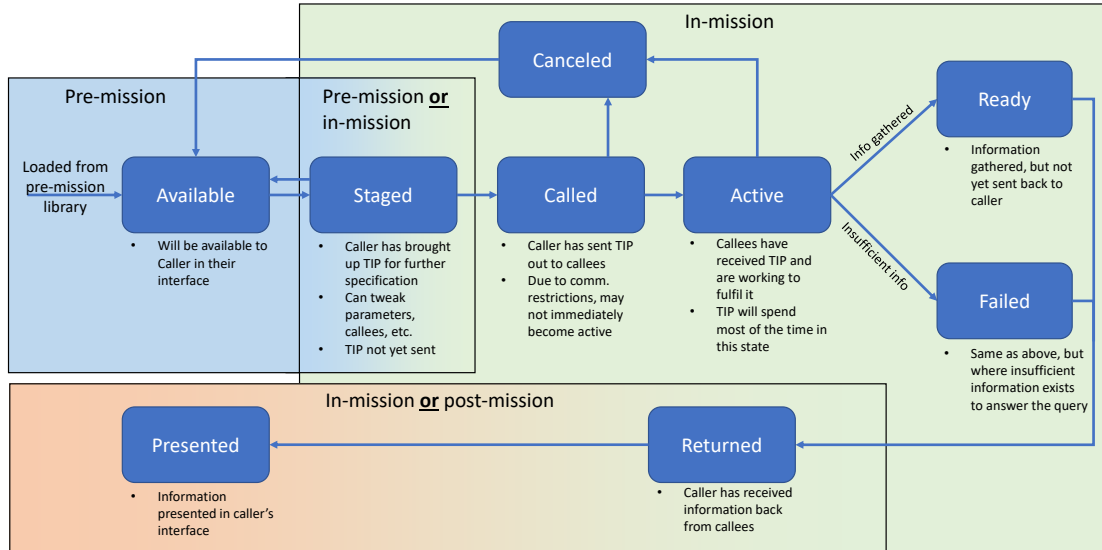 In-mission
Canceled
Pre-mission
Pre-mission or
in-mission
Loaded from
pre-mission
library
Available
• Will be available to
Caller in their
interface
Staged
• Caller has brought
up TIP for further
specification
• Can tweak
parameters,
callees, etc.
• TIP not yet sent
Called
• Caller has sent TIP
out to callees
• Due to comm.
restrictions, may
not immediately
become active
Active
• Callees have
received TIP and
are working to
fulfil it
• TIP will spend
most of the time in
this state
Info gathered
Insufficient info
Ready
• Information
gathered, but not
yet sent back to
caller
Failed
• Same as above, but
where insufficient
information exists
to answer the query
In-mission or post-mission
Presented
• Information
presented in caller's
interface
Returned
• Caller has received
information back
from callees